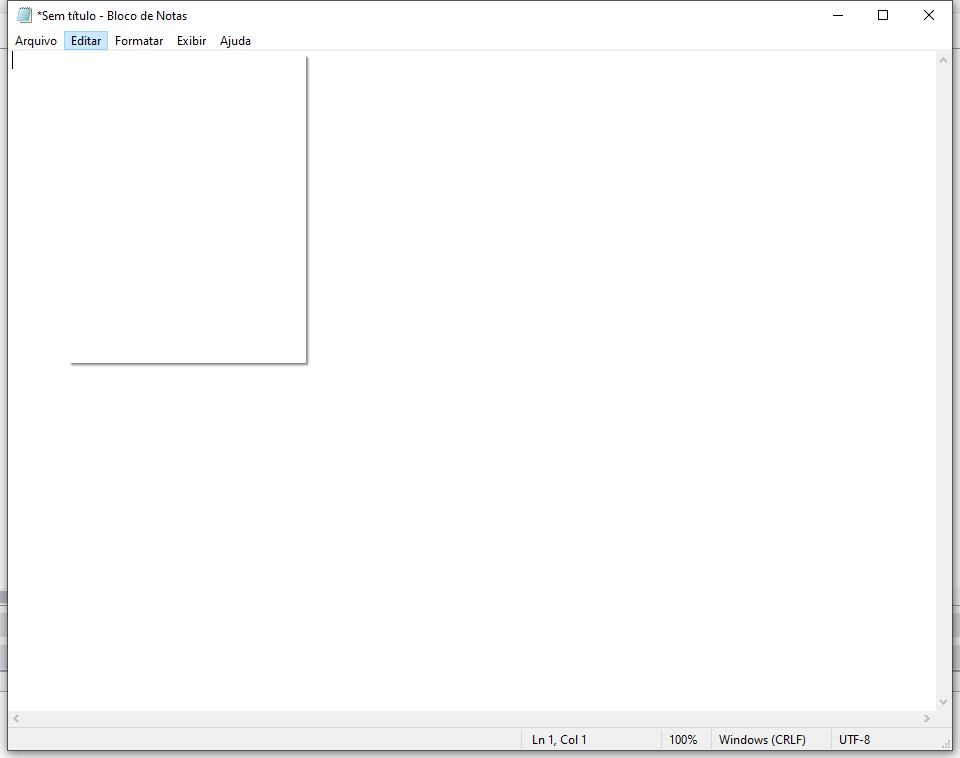 *Sem título - Bloco de Notas
Arquivo Editar Formatar Exibir Ajuda
Ln 1, Col 1 100% Windows (CRLF) UTF-8